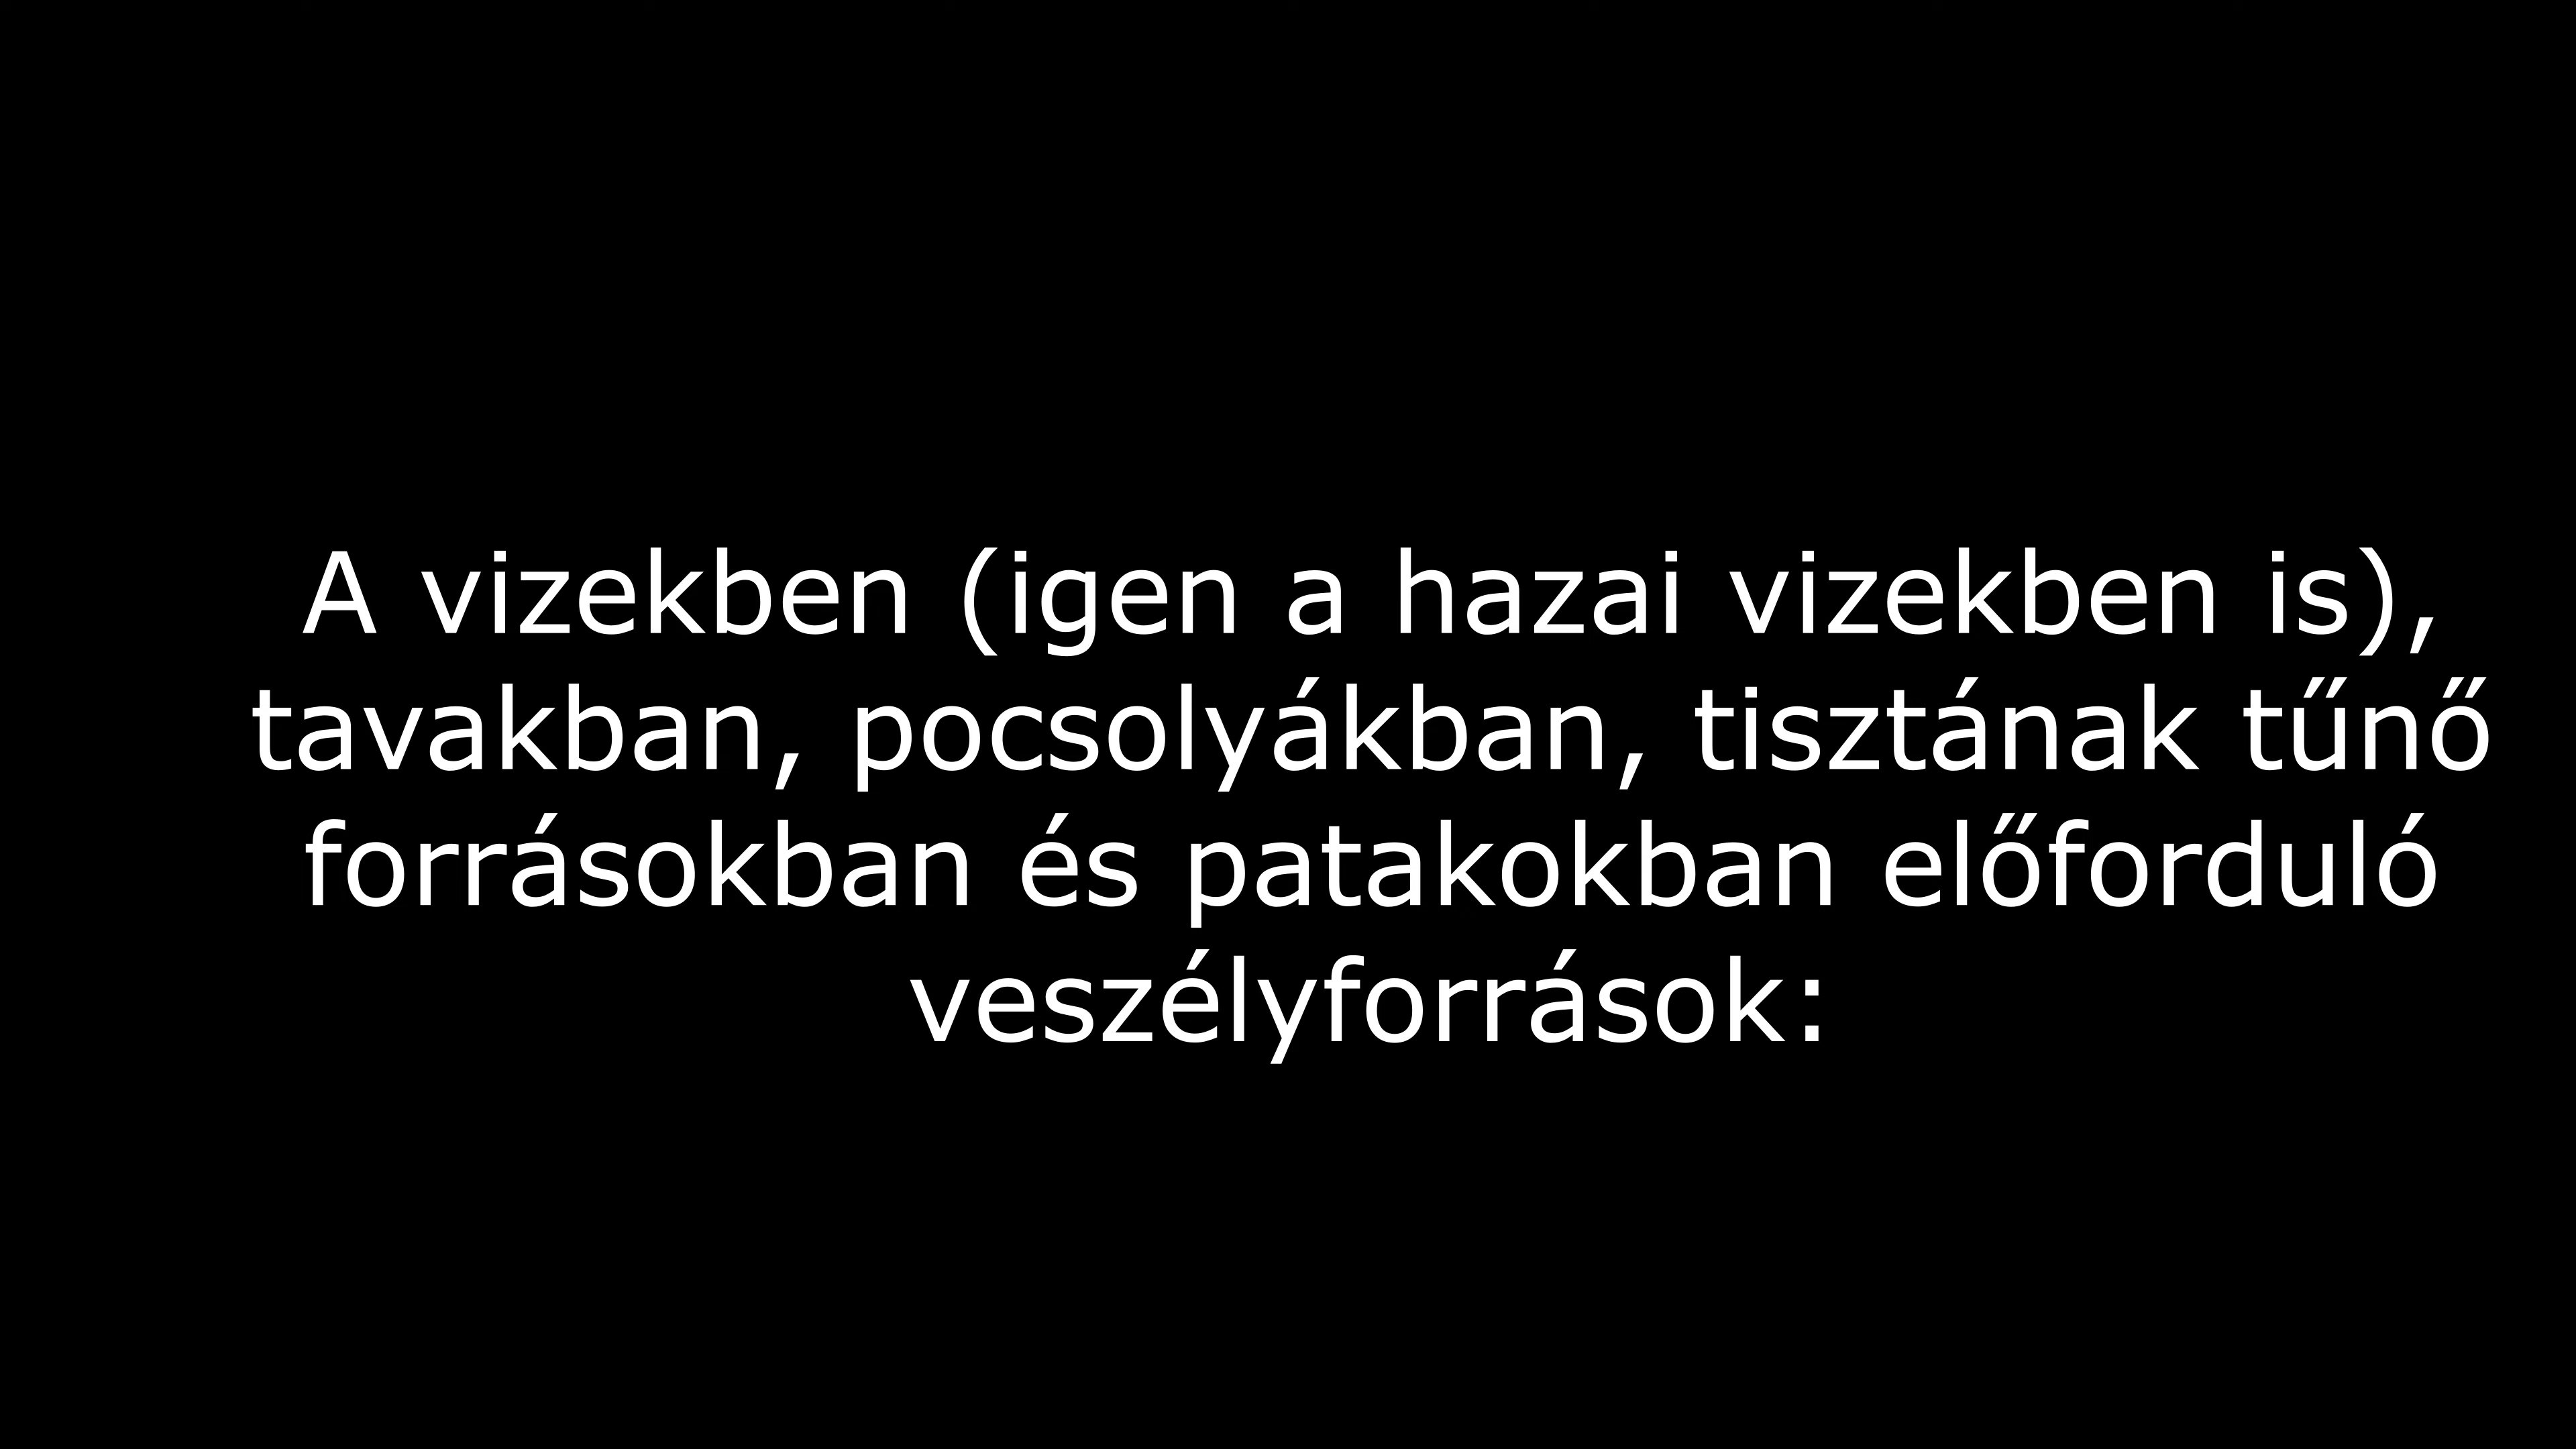 A vizekben (igen a hazai vizekben is),
tavakban, pocsolyákban, tisztának tűnő
forrásokban és patakokban előforduló
veszélyforrások: